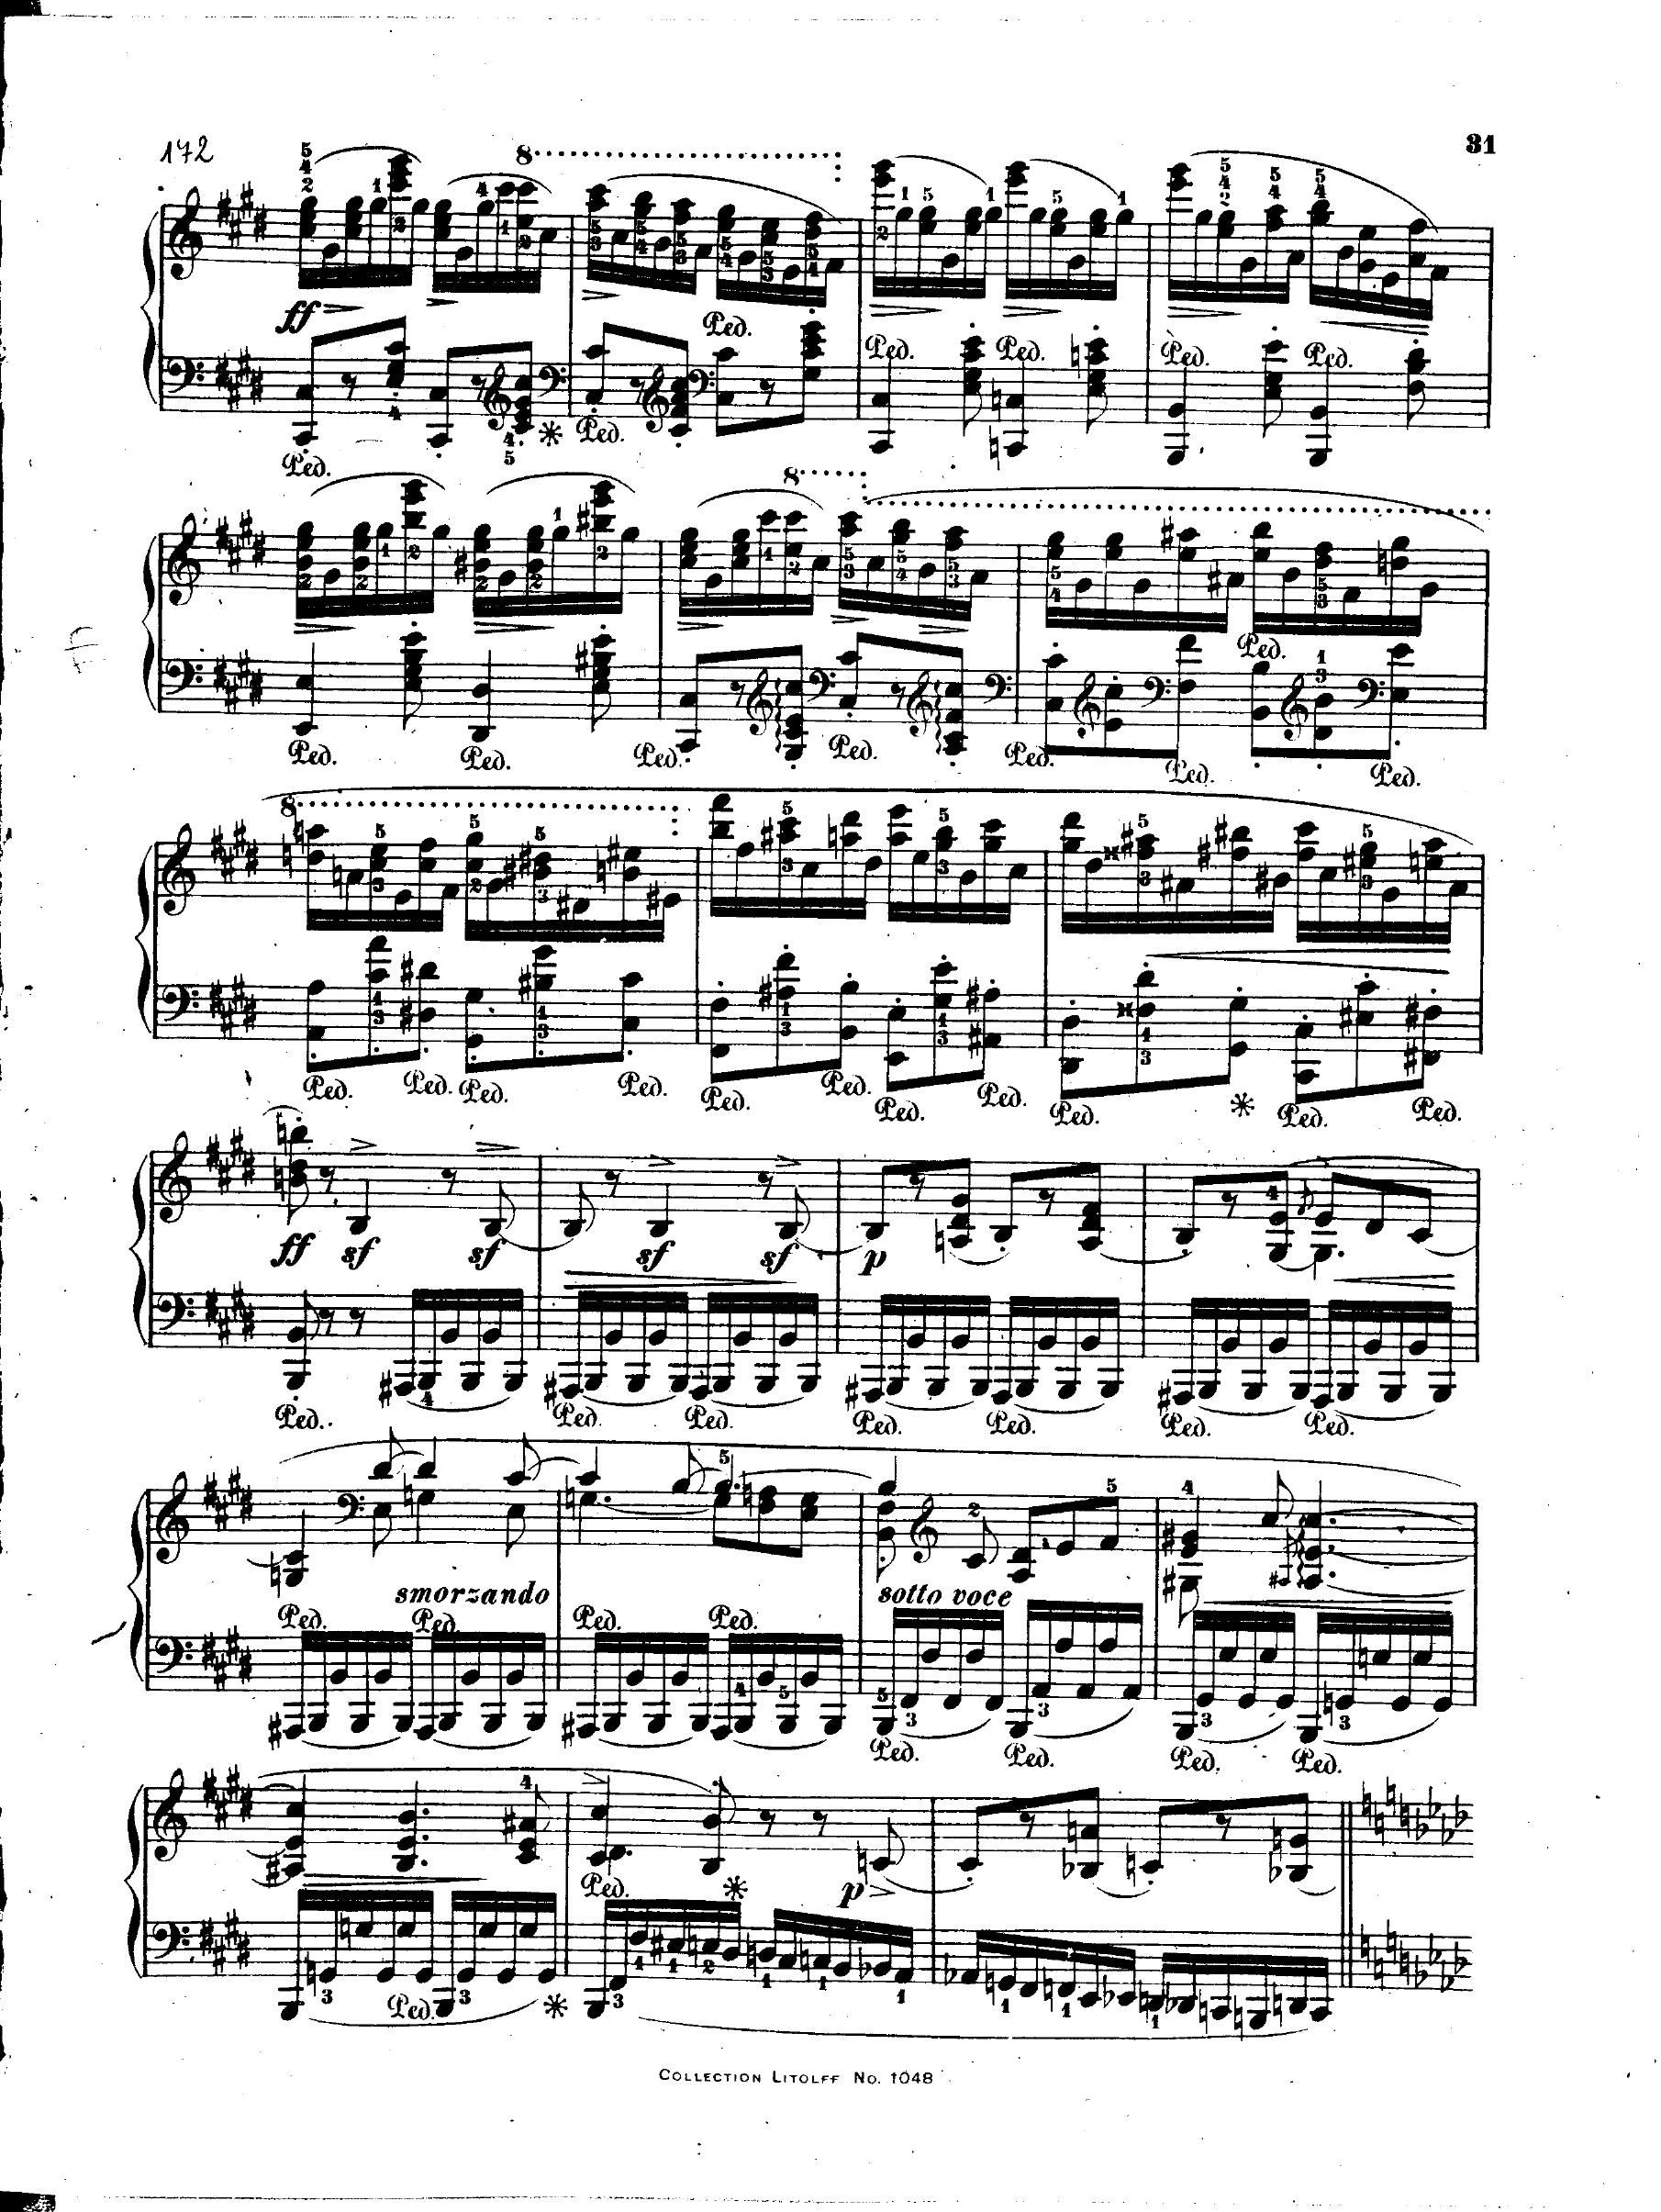 172
31
ff
Ped. Ped. Ped. Ped. Ped. Ped. Ped.
Ped. Ped. Ped. Ped. Ped. Ped. Ped. Ped.
Ped. Ped. Ped. Ped. Ped. Ped. Ped. Ped. Ped. Ped. Ped.
ff sf sf sf sf p
Ped. Ped. Ped. Ped. Ped. Ped. Ped.
smorzando sotto voce
Ped. Ped. Ped. Ped. Ped. Ped. Ped. Ped.
p
Ped. Ped.
COLLECTION LITOLFF NO. 1048